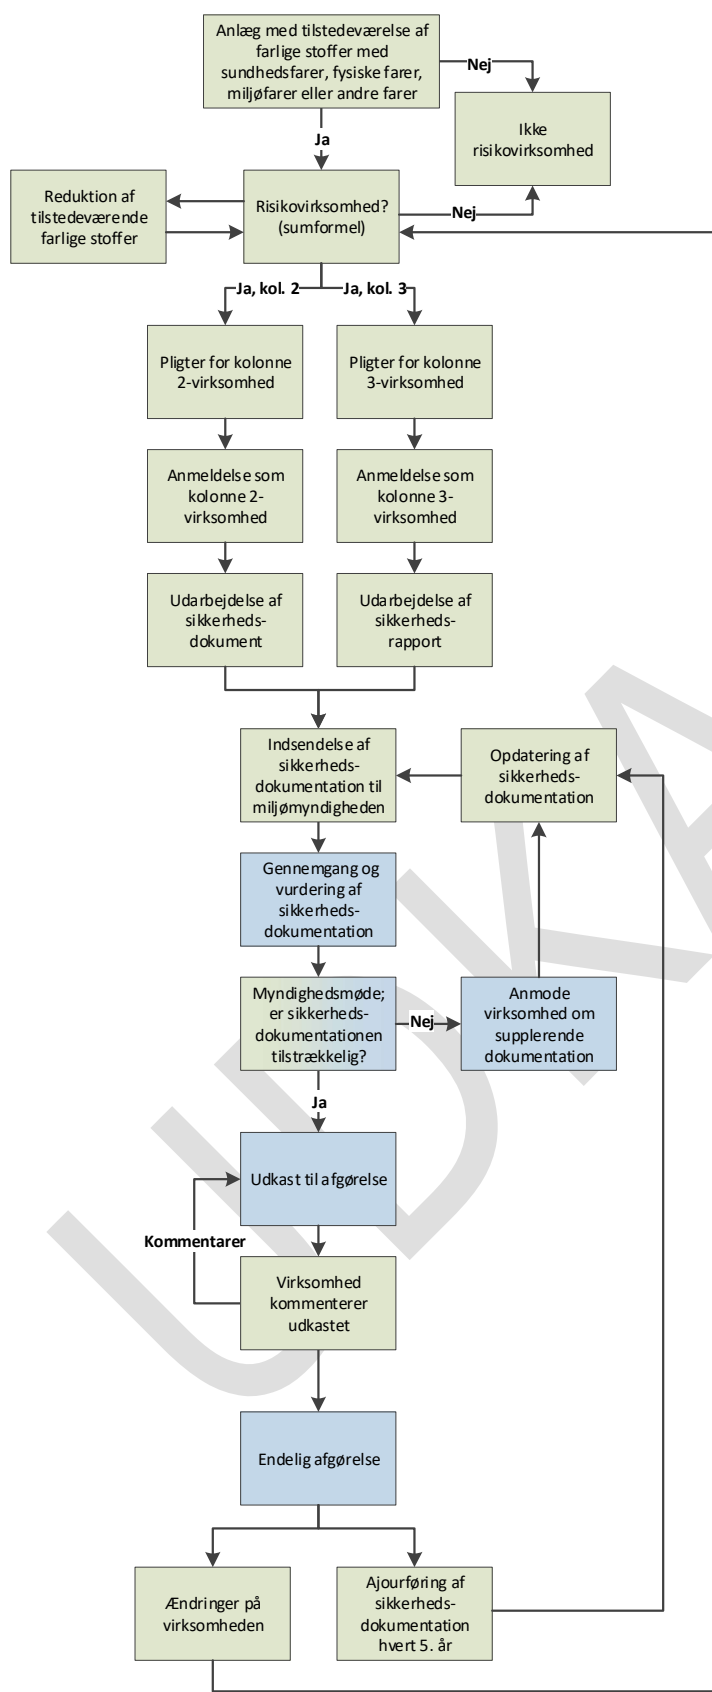 Anlæg med tilstedeværelse af
farlige stoffer med
sundhedsfarer, fysiske farer,
miljøfarer eller andre farer
Nej
Ikke
risikovirksomhed
Ja
Reduktion af
tilstedeværende
farlige stoffer
Risikovirksomhed?
(sumformel)
Nej
Ja, kol. 2
Ja, kol. 3
Pligter for kolonne
2-virksomhed
Pligter for kolonne
3-virksomhed
Anmeldelse som
kolonne 2-
virksomhed
Anmeldelse som
kolonne 3-
virksomhed
Udarbejdelse af
sikkerheds-
dokument
Udarbejdelse af
sikkerheds-
rapport
Indsendelse af
sikkerheds-
dokumentation til
miljømyndigheden
Opdatering af
sikkerheds-
dokumentation
Gennemgang og
vurdering af
sikkerheds-
dokumentation
Myndighedsmøde;
er sikkerheds-
dokumentationen
tilstrækkelig?
Nej
Anmode
virksomhed om
supplerende
dokumentation
Ja
Udkast til afgørelse
Kommentarer
Virksomhed
kommenterer
udkastet
Endelig afgørelse
Ændringer på
virksomheden
Ajourføring af
sikkerheds-
dokumentation
hvert 5. år
UDKA